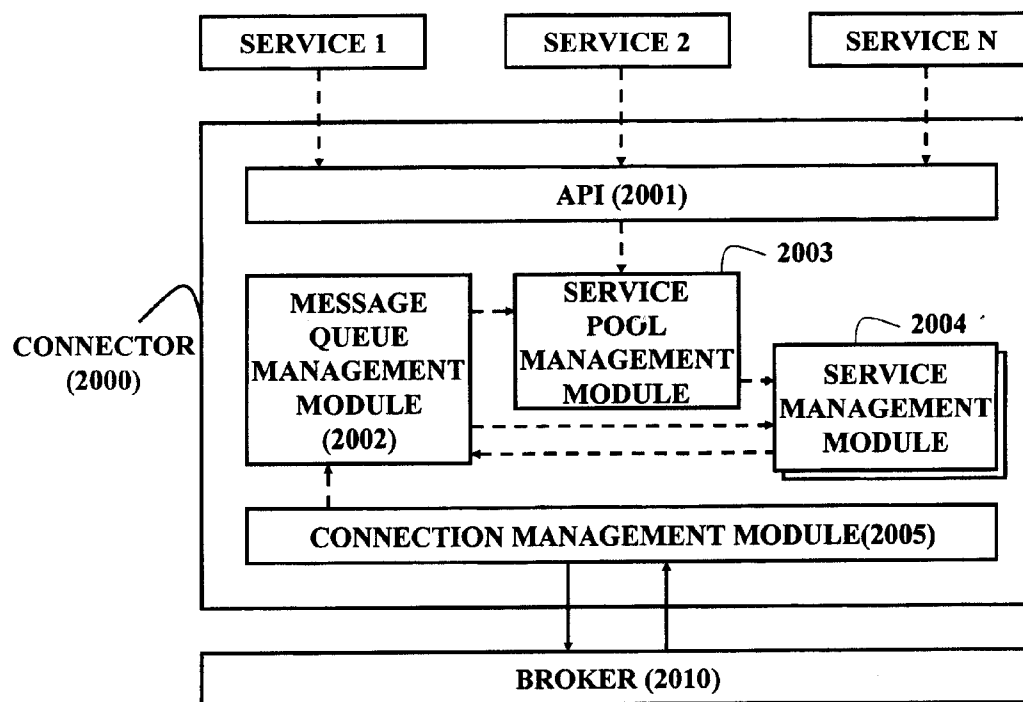 SERVICE 1
SERVICE 2
SERVICE N
API (2001)
2003
MESSAGE
QUEUE
MANAGEMENT
MODULE
(2002)
SERVICE
POOL
MANAGEMENT
MODULE
2004
SERVICE
MANAGEMENT
MODULE
CONNECTOR
(2000)
CONNECTION MANAGEMENT MODULE(2005)
BROKER (2010)